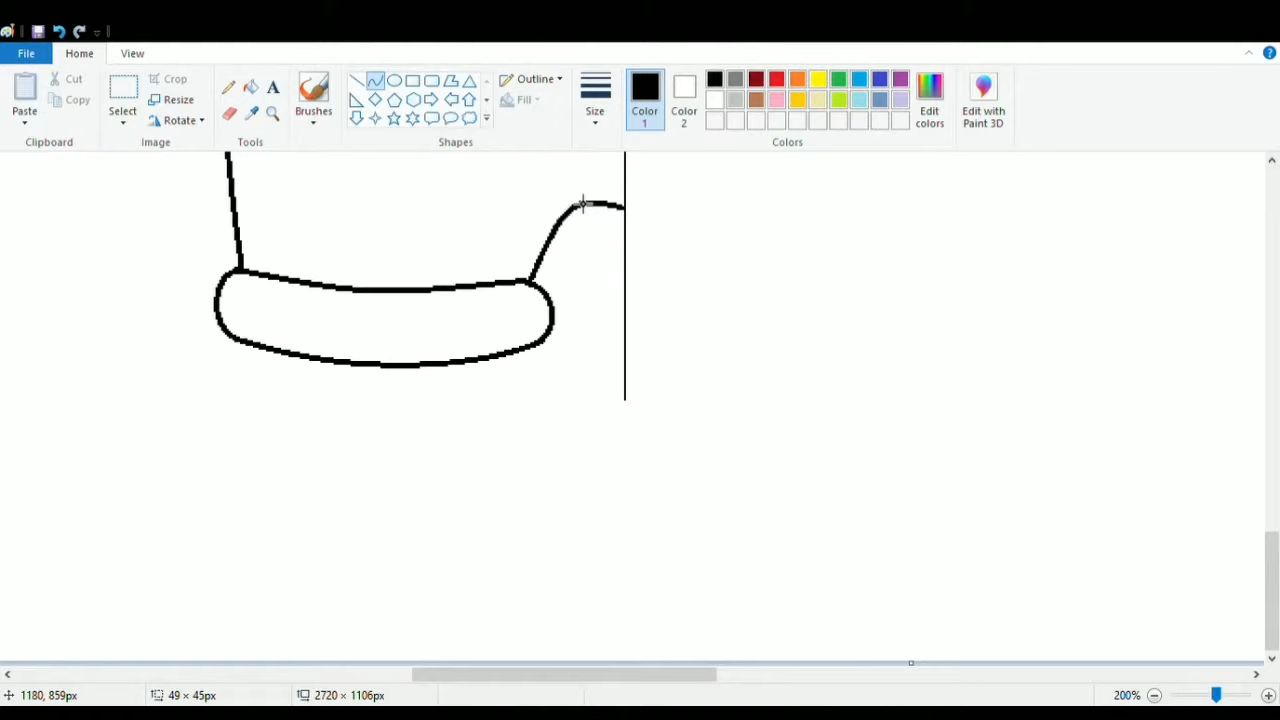 File Home View
Cut
Copy
Paste
Clipboard
Crop
Resize
Rotate
Select
Image
A
Tools
Brushes
Outline
Fill
Shapes
Size
Color
1
Color
2
Edit
colors
Colors
Edit with
Paint 3D
1180, 859px 49 × 45px 2720 × 1106px 200%